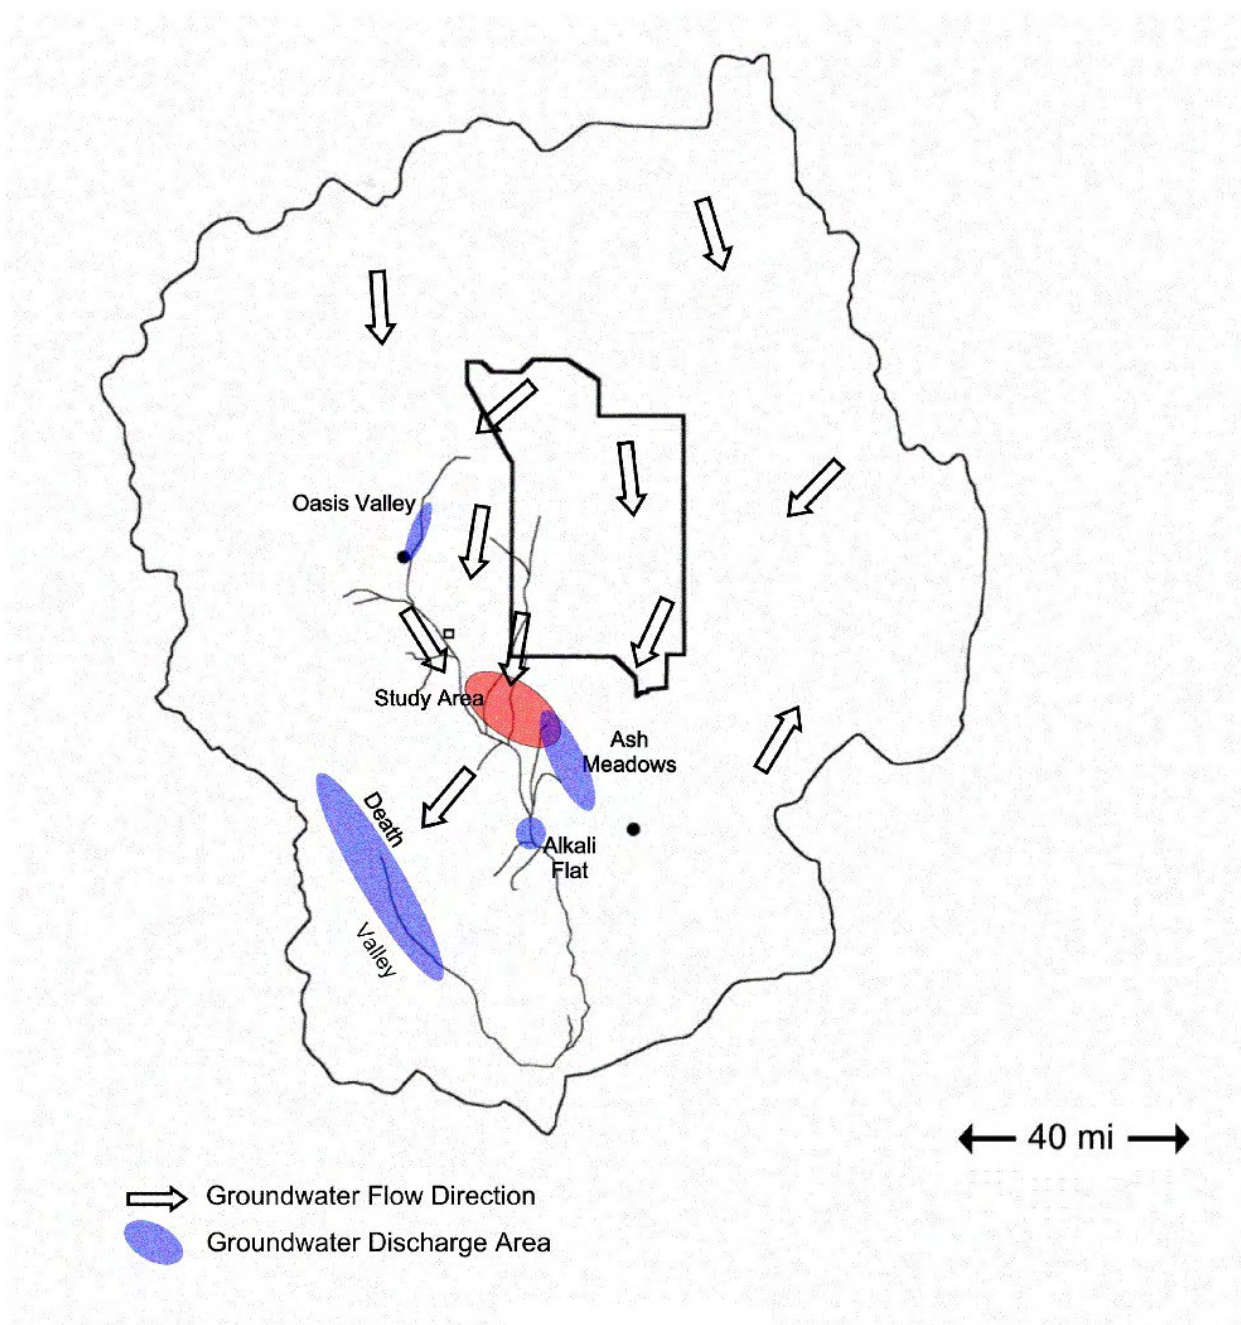 Oasis Valley
Study Area
Ash
Meadows
Death
Valley
Alkali
Flat
40 mi
Groundwater Flow Direction
Groundwater Discharge Area